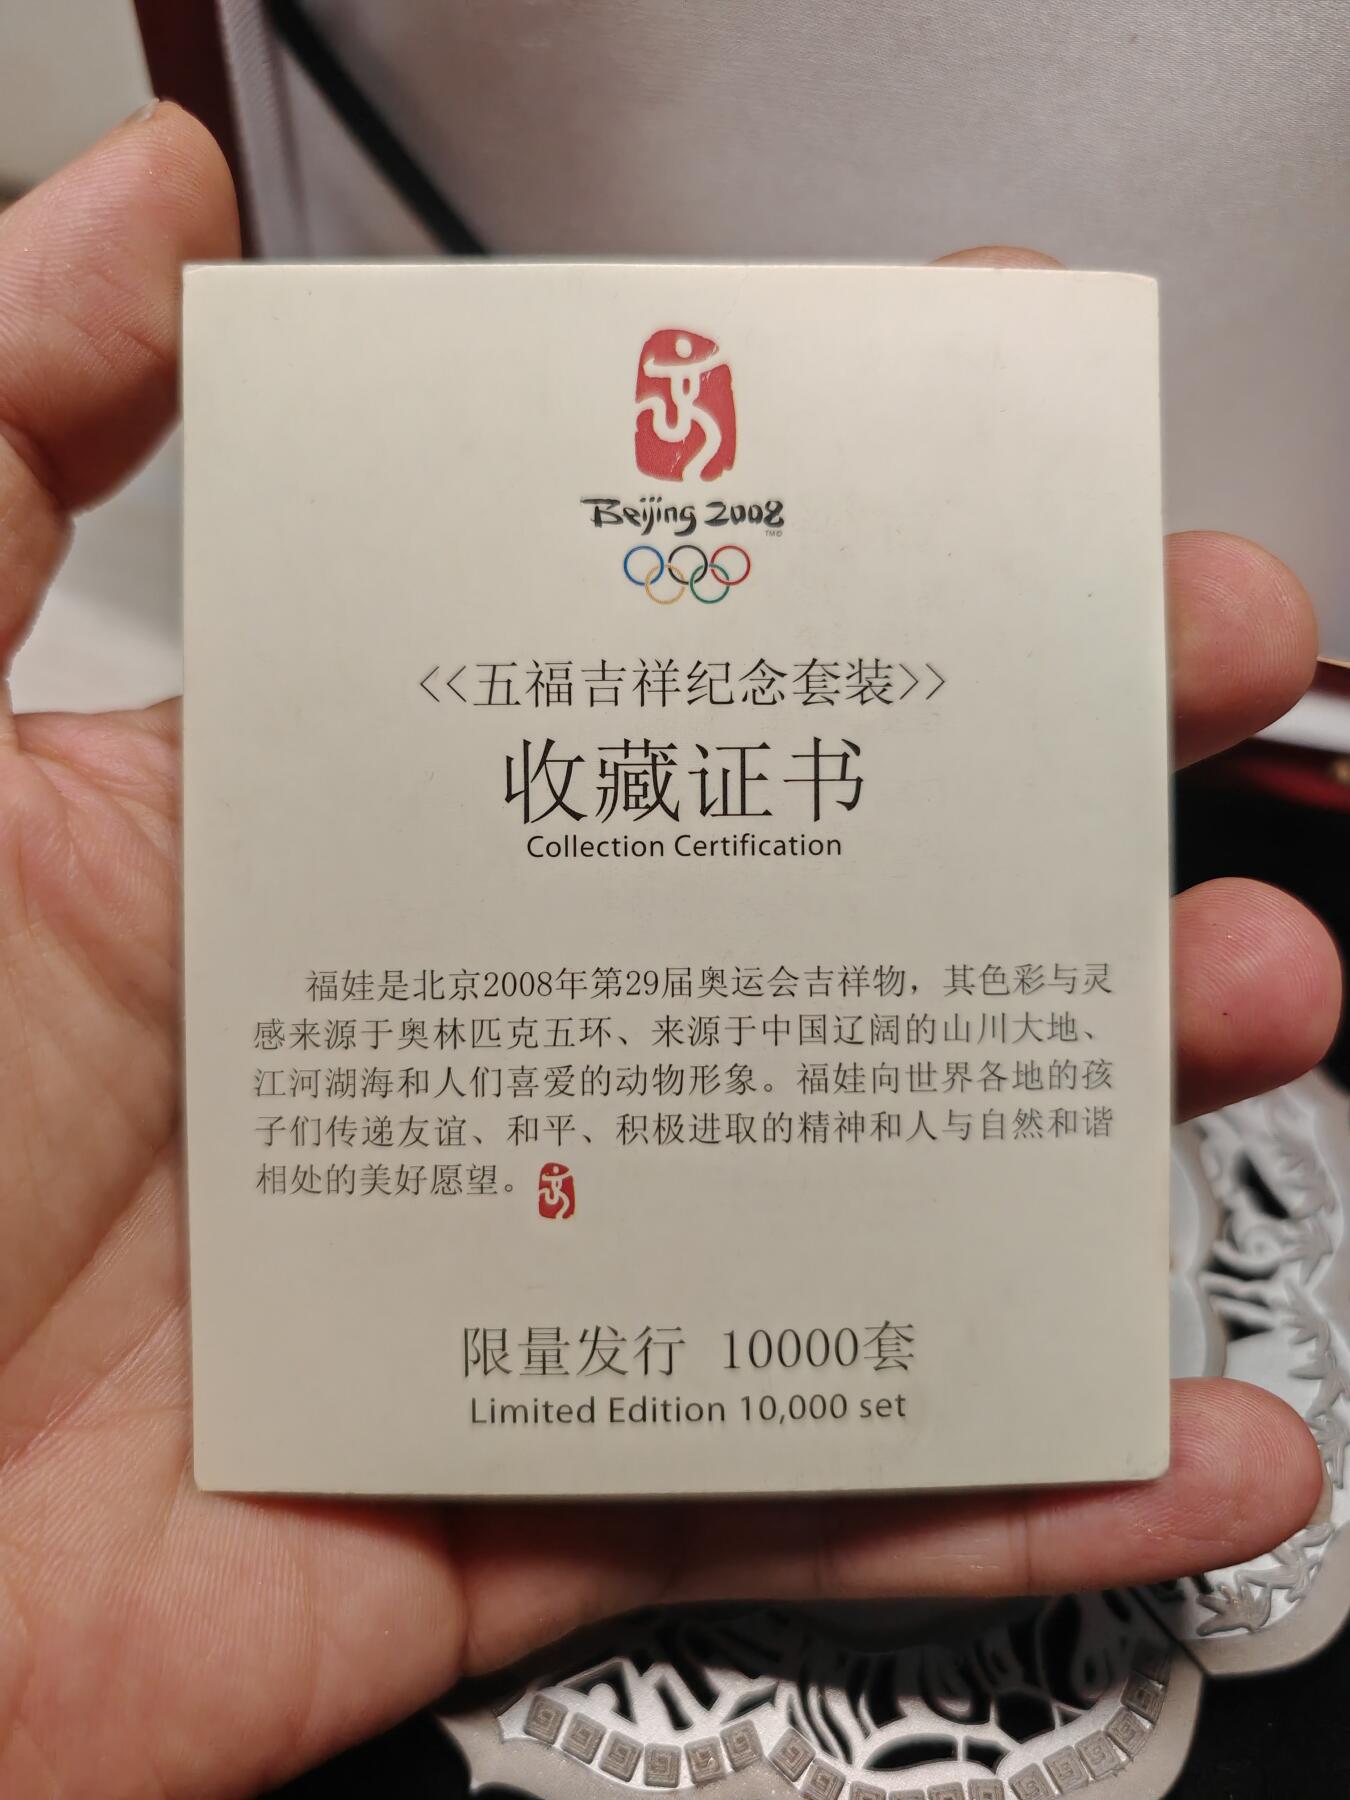 Beijing 2008
TM©
<<五福吉祥纪念套装>>
收藏证书
Collection Certification
福娃是北京2008年第29届奥运会吉祥物，其色彩与灵
感来源于奥林匹克五环、来源于中国辽阔的山川大地、
江河湖海和人们喜爱的动物形象。福娃向世界各地的孩
子们传递友谊、和平、积极进取的精神和人与自然和谐
相处的美好愿望。
限量发行 10000套
Limited Edition 10,000 set